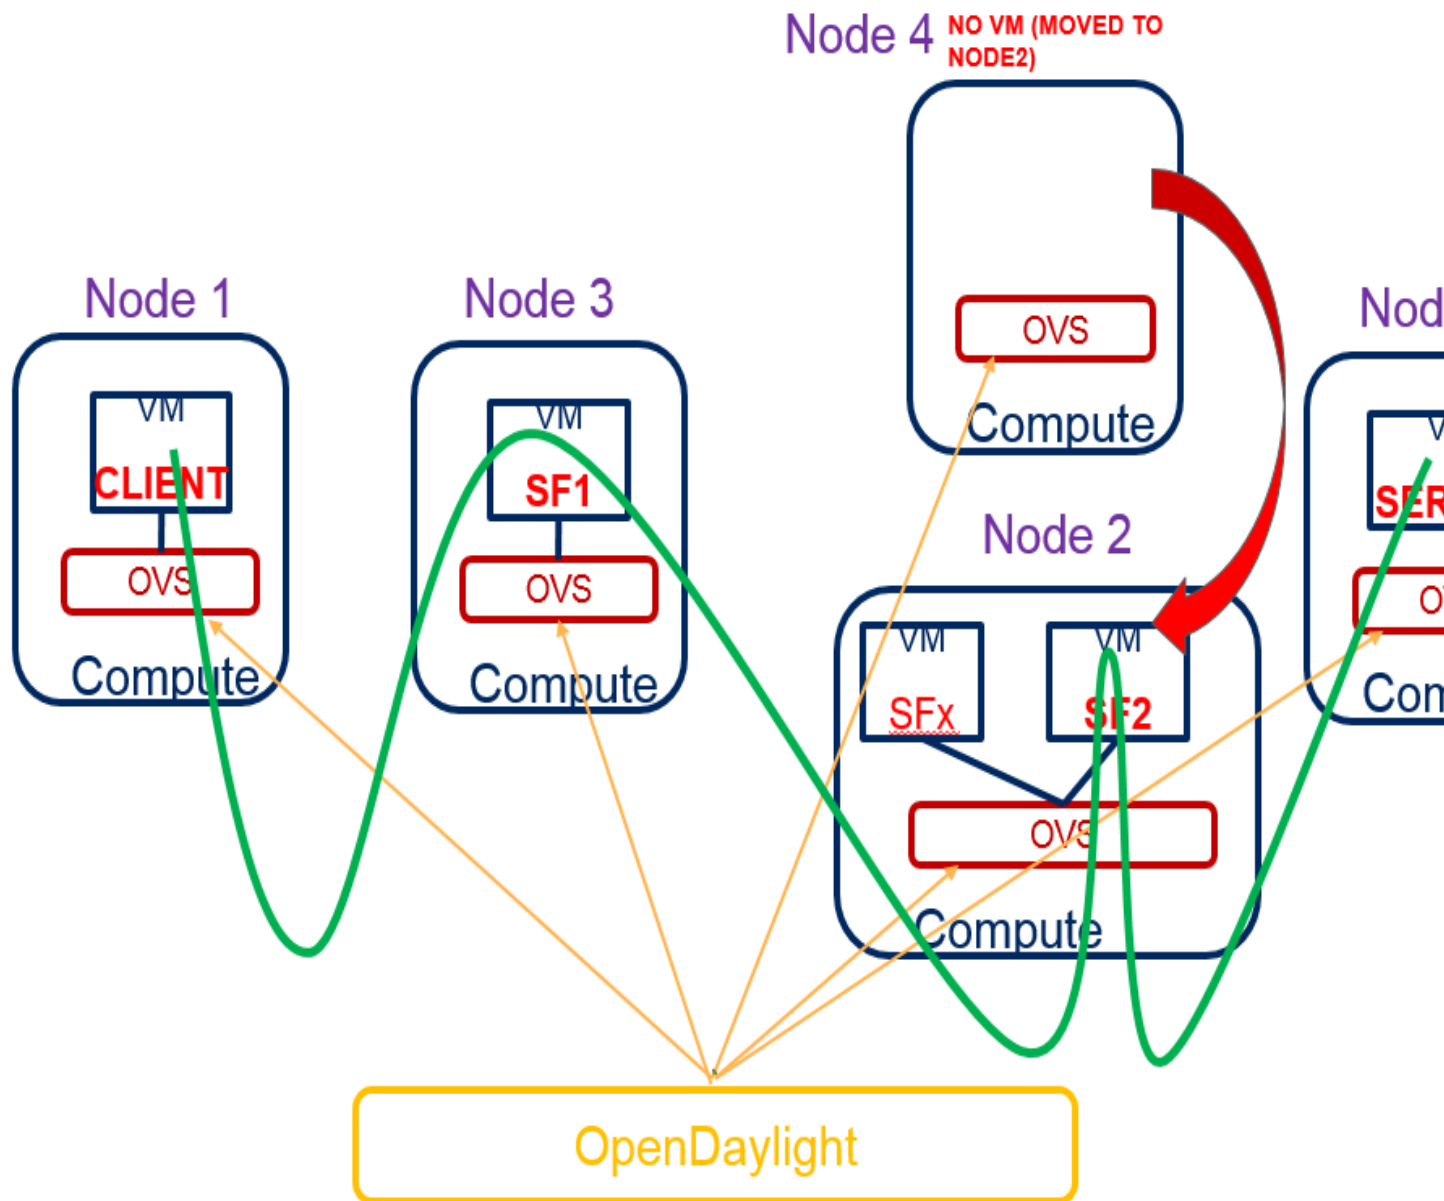 Node 4
NO VM (MOVED TO
NODE2)
OVS
Compute
Node 1
VM
CLIENT
OVS
Compute
Node 3
VM
SF1
OVS
Compute
Node 2
VM
SFx
VM
SF2
OVS
Compute
OpenDaylight